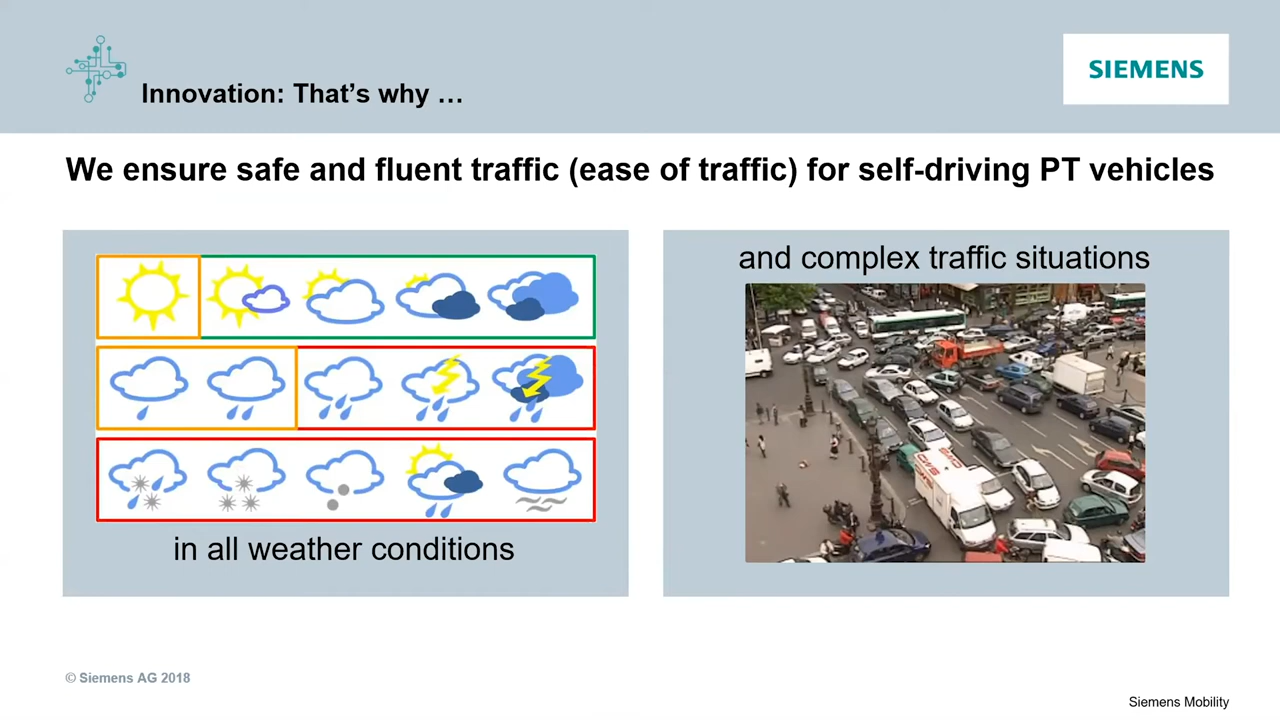 Innovation: That's why …
SIEMENS
We ensure safe and fluent traffic (ease of traffic) for self-driving PT vehicles
in all weather conditions
and complex traffic situations
© Siemens AG 2018
Siemens Mobility